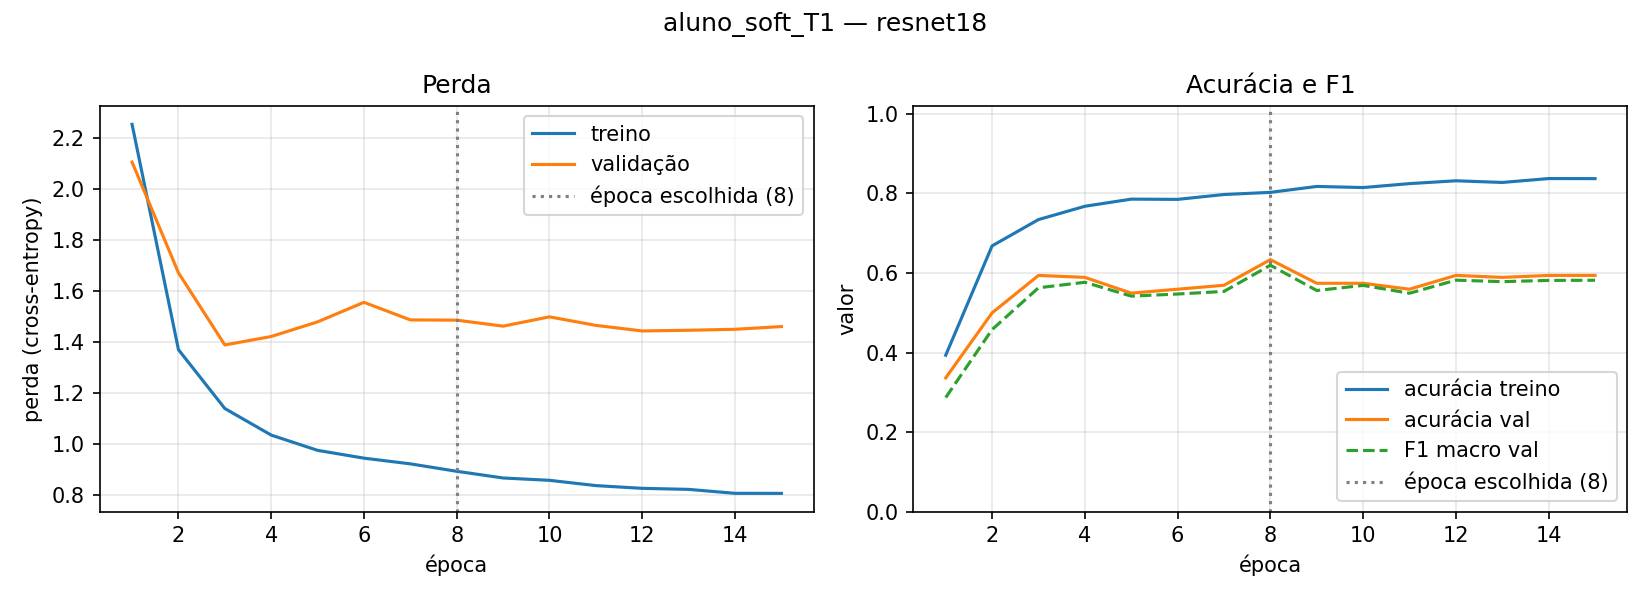 aluno_soft_T1 — resnet18
Perda
perda (cross-entropy)
2.2
2.0
1.8
1.6
1.4
1.2
1.0
0.8
treino
validação
época escolhida (8)
2 4 6 8 10 12 14
época
Acurácia e F1
valor
1.0
0.8
0.6
0.4
0.2
0.0
acurácia treino
acurácia val
F1 macro val
época escolhida (8)
2 4 6 8 10 12 14
época